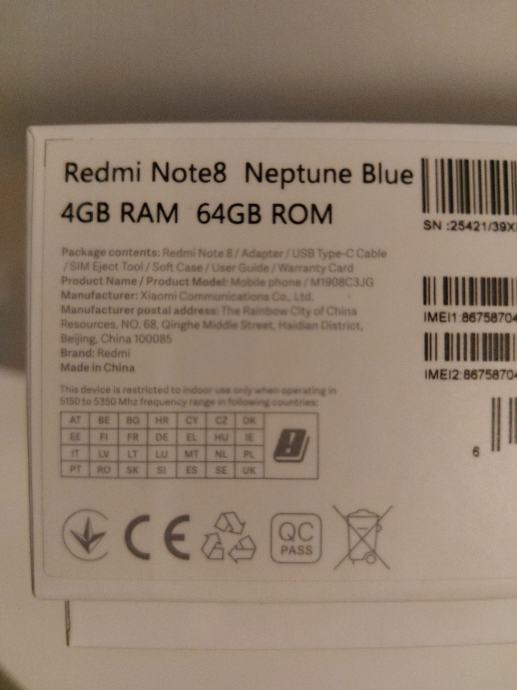 Redmi Note8 Neptune Blue
4GB RAM 64GB ROM
Package contents: Redmi Note 8 / Adapter / USB Type-C Cable
/ SIM Eject Tool / Soft Case / User Guide / Warranty Card
Product Name / Product Model: Mobile phone / M1908C3JG
Manufacturer: Xiaomi Communications Co., Ltd.
Manufacturer postal address: The Rainbow City of China
Resources, NO. 68, Qinghe Middle Street, Haidian District,
Beijing, China 100085
Brand: Redmi
Made in China
This device is restricted to indoor use only when operating in
5150 to 5350 Mhz frequency range in following countries:
AT BE BG HR CY CZ DK
EE FI FR DE EL HU IE
IT LV LT LU MT NL PL
PT RO SK SI ES SE UK
!
CE
QC
PASS
SN :25421/39X
IMEI1:86758704
IMEI2:86758704
6